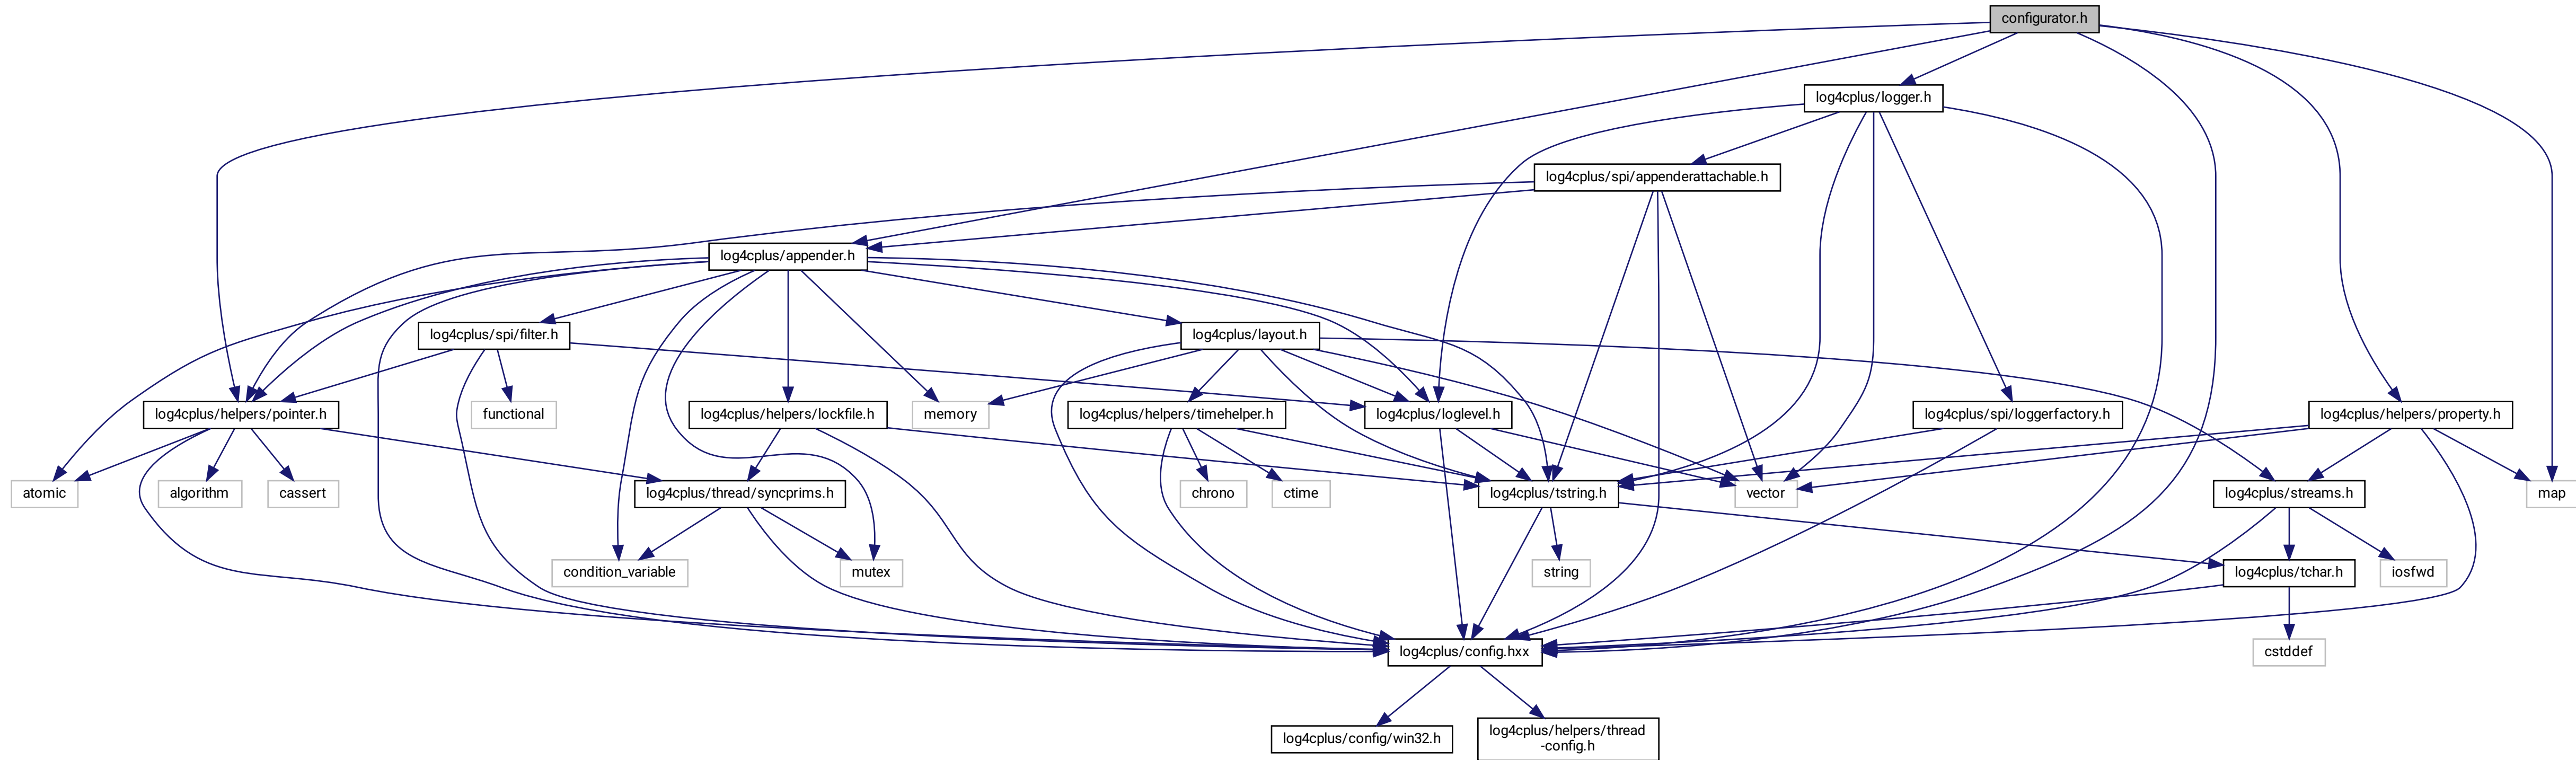 configurator.h
log4cplus/logger.h
log4cplus/spi/appenderattachable.h
log4cplus/appender.h
log4cplus/spi/filter.h
log4cplus/layout.h
log4cplus/helpers/pointer.h
functional
log4cplus/helpers/lockfile.h
memory
log4cplus/helpers/timehelper.h
log4cplus/loglevel.h
log4cplus/spi/loggerfactory.h
log4cplus/helpers/property.h
atomic
algorithm
cassert
log4cplus/thread/syncprims.h
chrono
ctime
log4cplus/tstring.h
vector
log4cplus/streams.h
map
condition_variable
mutex
string
log4cplus/tchar.h
iosfwd
log4cplus/config.hxx
cstddef
log4cplus/config/win32.h
log4cplus/helpers/thread
-config.h